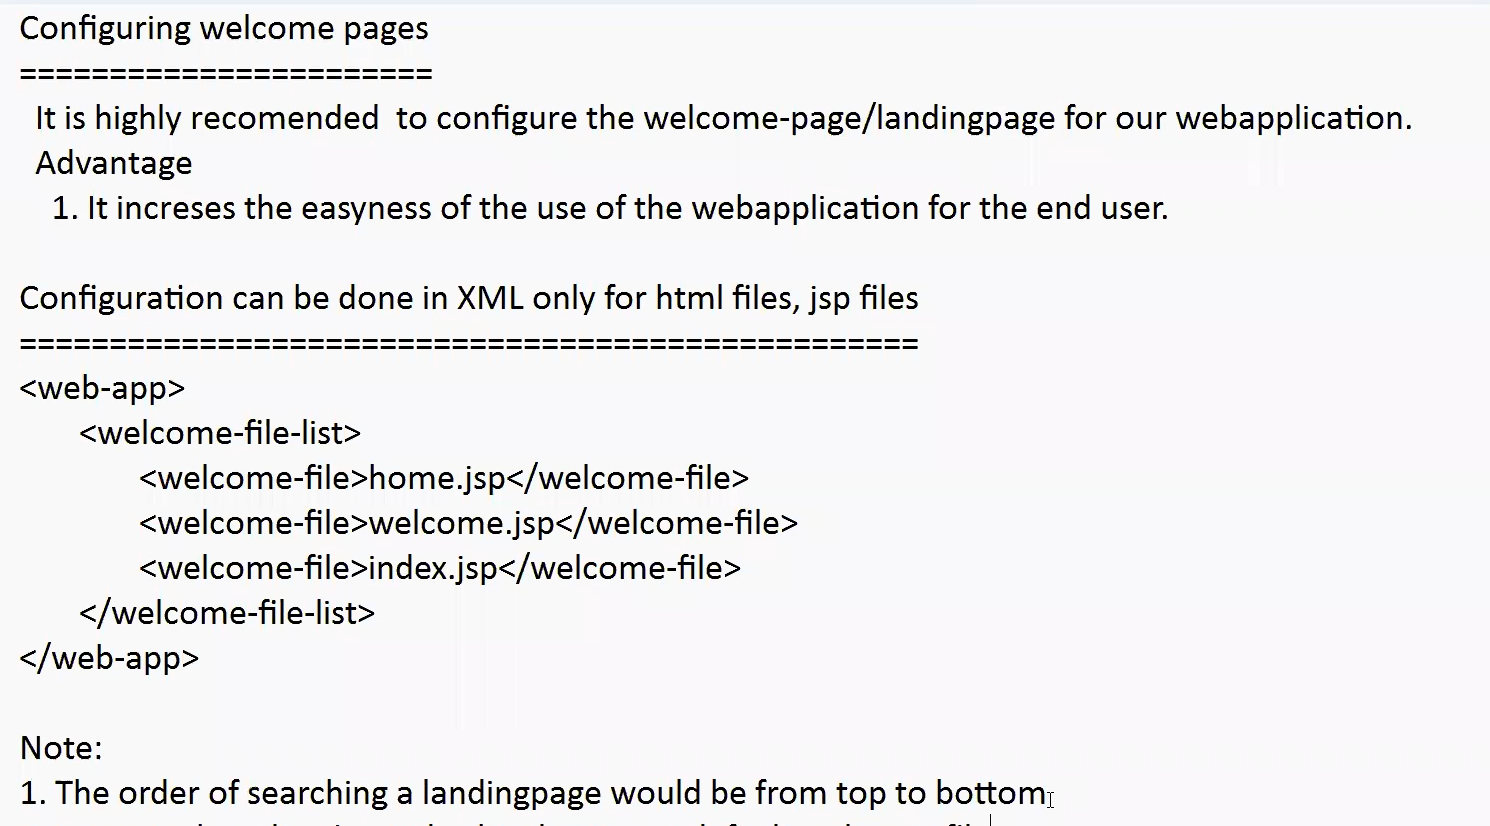 Configuring welcome pages
=======================
It is highly recomended  to configure the welcome-page/landingpage for our webapplication.
Advantage
1. It increses the easyness of the use of the webapplication for the end user.
Configuration can be done in XML only for html files, jsp files
==================================================
<web-app>
<welcome-file-list>
<welcome-file>home.jsp</welcome-file>
<welcome-file>welcome.jsp</welcome-file>
<welcome-file>index.jsp</welcome-file>
</welcome-file-list>
</web-app>
Note:
1. The order of searching a landingpage would be from top to bottom.